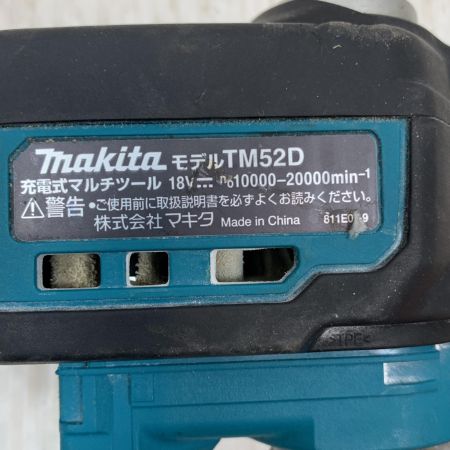 makita モデルTM52D
充電式マルチツール 18V⎓ n₀10000-20000min⁻¹
⚠警告 •ご使用前に取扱説明書を必ずよくお読みください。
株式会社マキタ Made in China